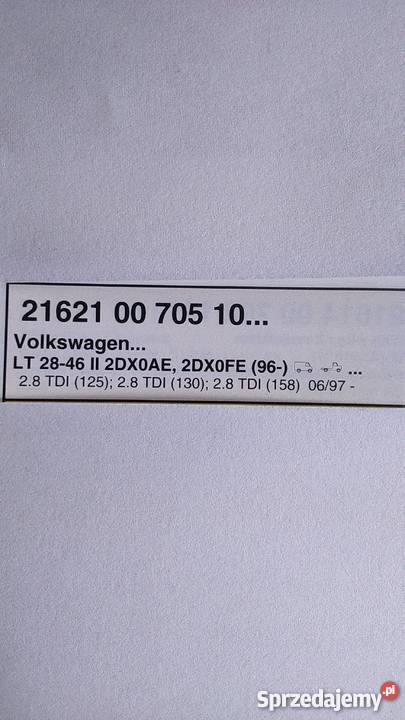 21621 00 705 10...
Volkswagen...
LT 28-46 II 2DX0AE, 2DX0FE (96-) ...
2.8 TDI (125); 2.8 TDI (130); 2.8 TDI (158) 06/97 -
Sprzedajemy.pl